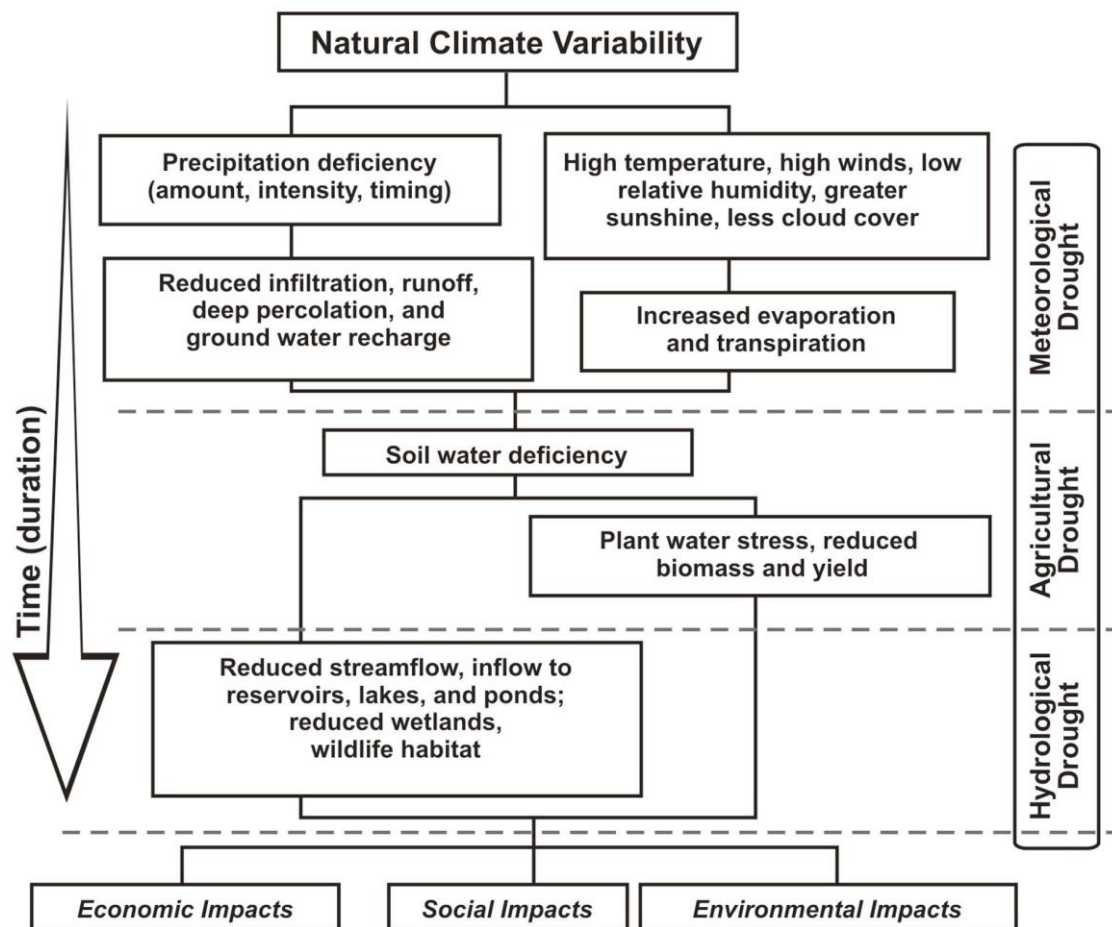 Natural Climate Variability
Precipitation deficiency
(amount, intensity, timing)
High temperature, high winds, low
relative humidity, greater
sunshine, less cloud cover
Reduced infiltration, runoff,
deep percolation, and
ground water recharge
Increased evaporation
and transpiration
Soil water deficiency
Plant water stress, reduced
biomass and yield
Reduced streamflow, inflow to
reservoirs, lakes, and ponds;
reduced wetlands,
wildlife habitat
Economic Impacts
Social Impacts
Environmental Impacts
Time (duration)
Meteorological
Drought
Agricultural
Drought
Hydrological
Drought